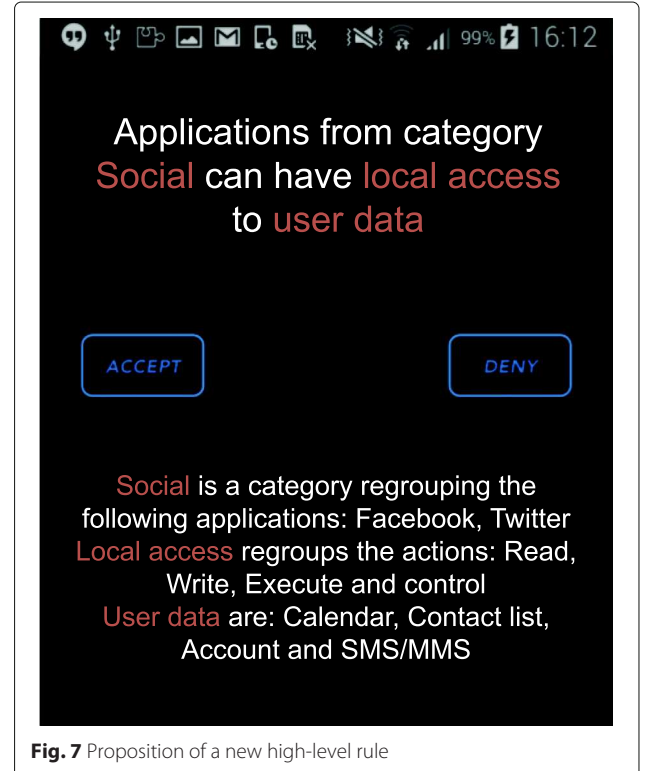 99% 16:12
Applications from category
Social can have local access
to user data
ACCEPT DENY
Social is a category regrouping the
following applications: Facebook, Twitter
Local access regroups the actions: Read,
Write, Execute and control
User data are: Calendar, Contact list,
Account and SMS/MMS
Fig. 7 Proposition of a new high-level rule